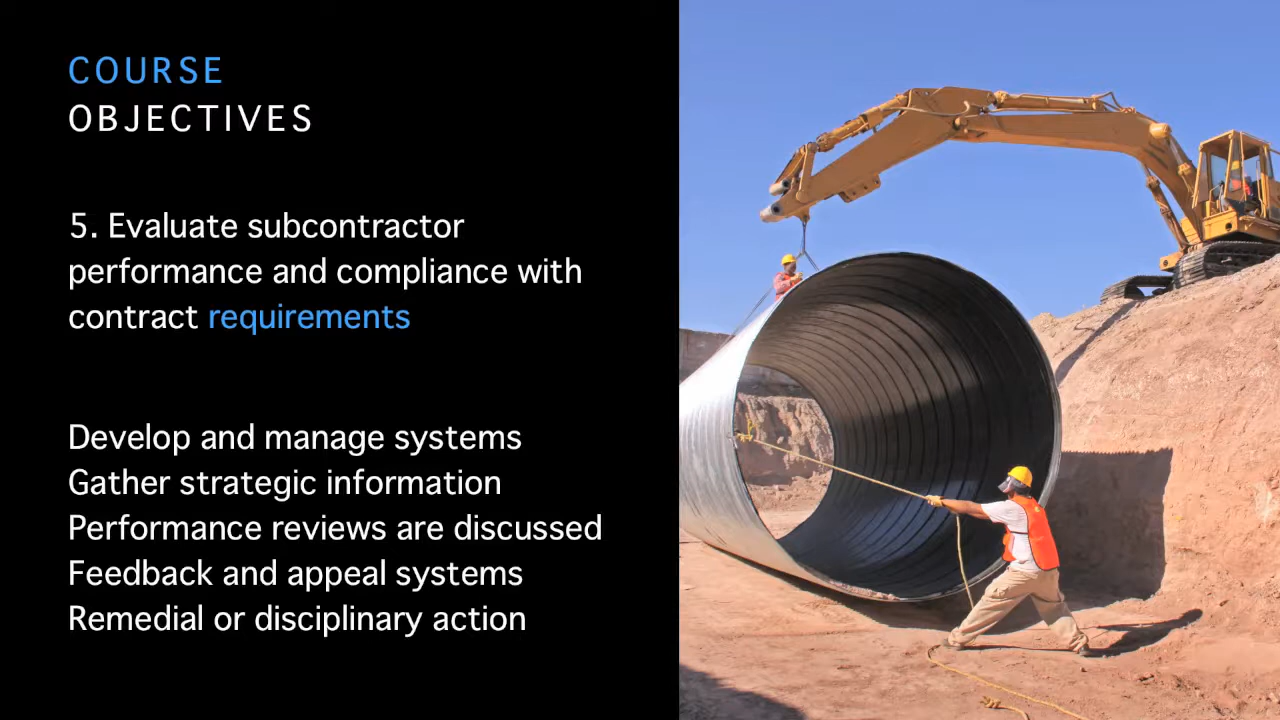 COURSE
OBJECTIVES
5. Evaluate subcontractor
performance and compliance with
contract requirements
Develop and manage systems
Gather strategic information
Performance reviews are discussed
Feedback and appeal systems
Remedial or disciplinary action